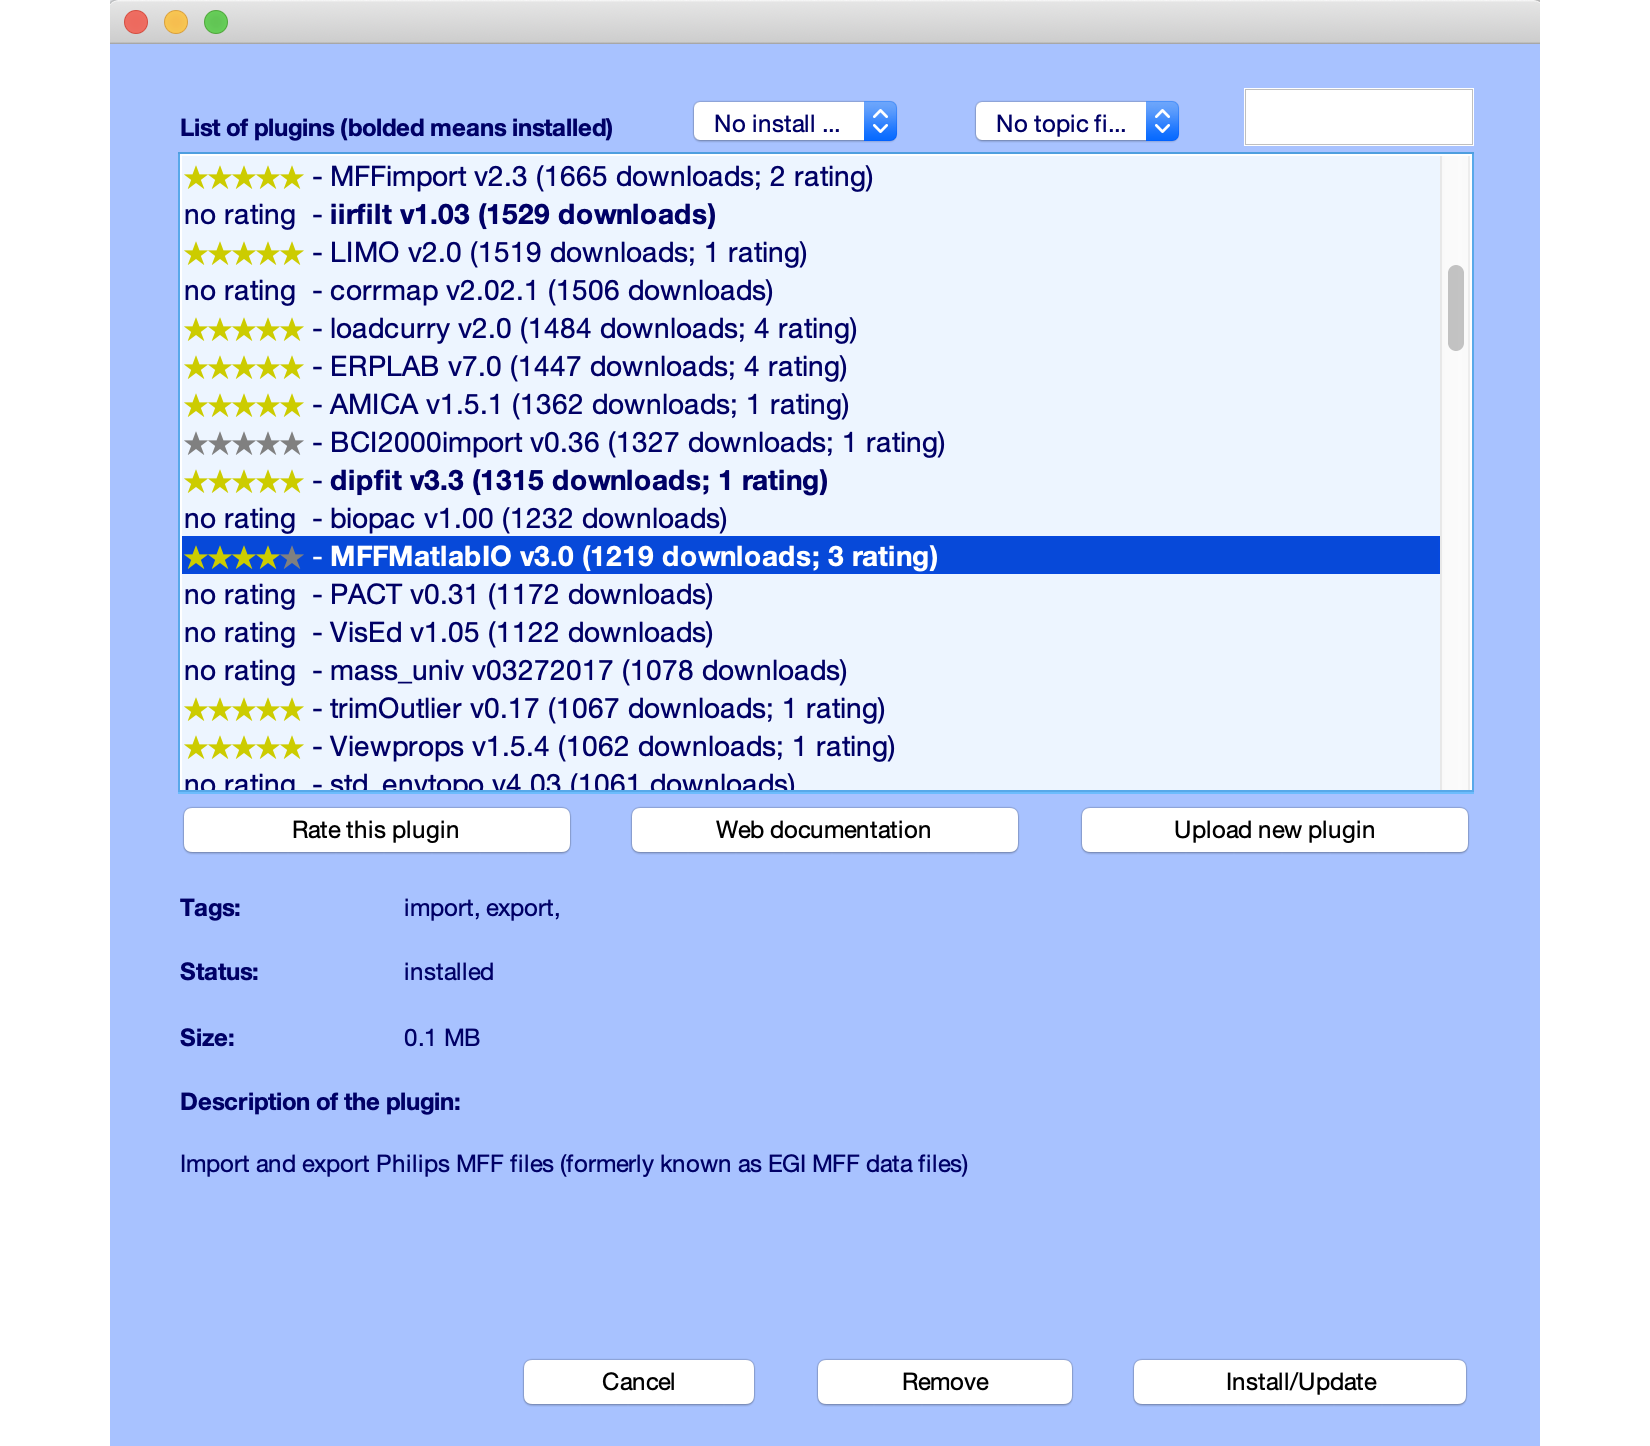 List of plugins (bolded means installed) No install ... No topic fi...
★★★★★ - MFFimport v2.3 (1665 downloads; 2 rating)
no rating - iirfilt v1.03 (1529 downloads)
★★★★★ - LIMO v2.0 (1519 downloads; 1 rating)
no rating - corrmap v2.02.1 (1506 downloads)
★★★★★ - loadcurry v2.0 (1484 downloads; 4 rating)
★★★★★ - ERPLAB v7.0 (1447 downloads; 4 rating)
★★★★★ - AMICA v1.5.1 (1362 downloads; 1 rating)
★★★★★ - BCI2000import v0.36 (1327 downloads; 1 rating)
★★★★★ - dipfit v3.3 (1315 downloads; 1 rating)
no rating - biopac v1.00 (1232 downloads)
★★★★★ - MFFMatlabIO v3.0 (1219 downloads; 3 rating)
no rating - PACT v0.31 (1172 downloads)
no rating - VisEd v1.05 (1122 downloads)
no rating - mass_univ v03272017 (1078 downloads)
★★★★★ - trimOutlier v0.17 (1067 downloads; 1 rating)
★★★★★ - Viewprops v1.5.4 (1062 downloads; 1 rating)
no rating - std_envtopo v4.03 (1061 downloads)
Rate this plugin Web documentation Upload new plugin
Tags: import, export,
Status: installed
Size: 0.1 MB
Description of the plugin:
Import and export Philips MFF files (formerly known as EGI MFF data files)
Cancel Remove Install/Update